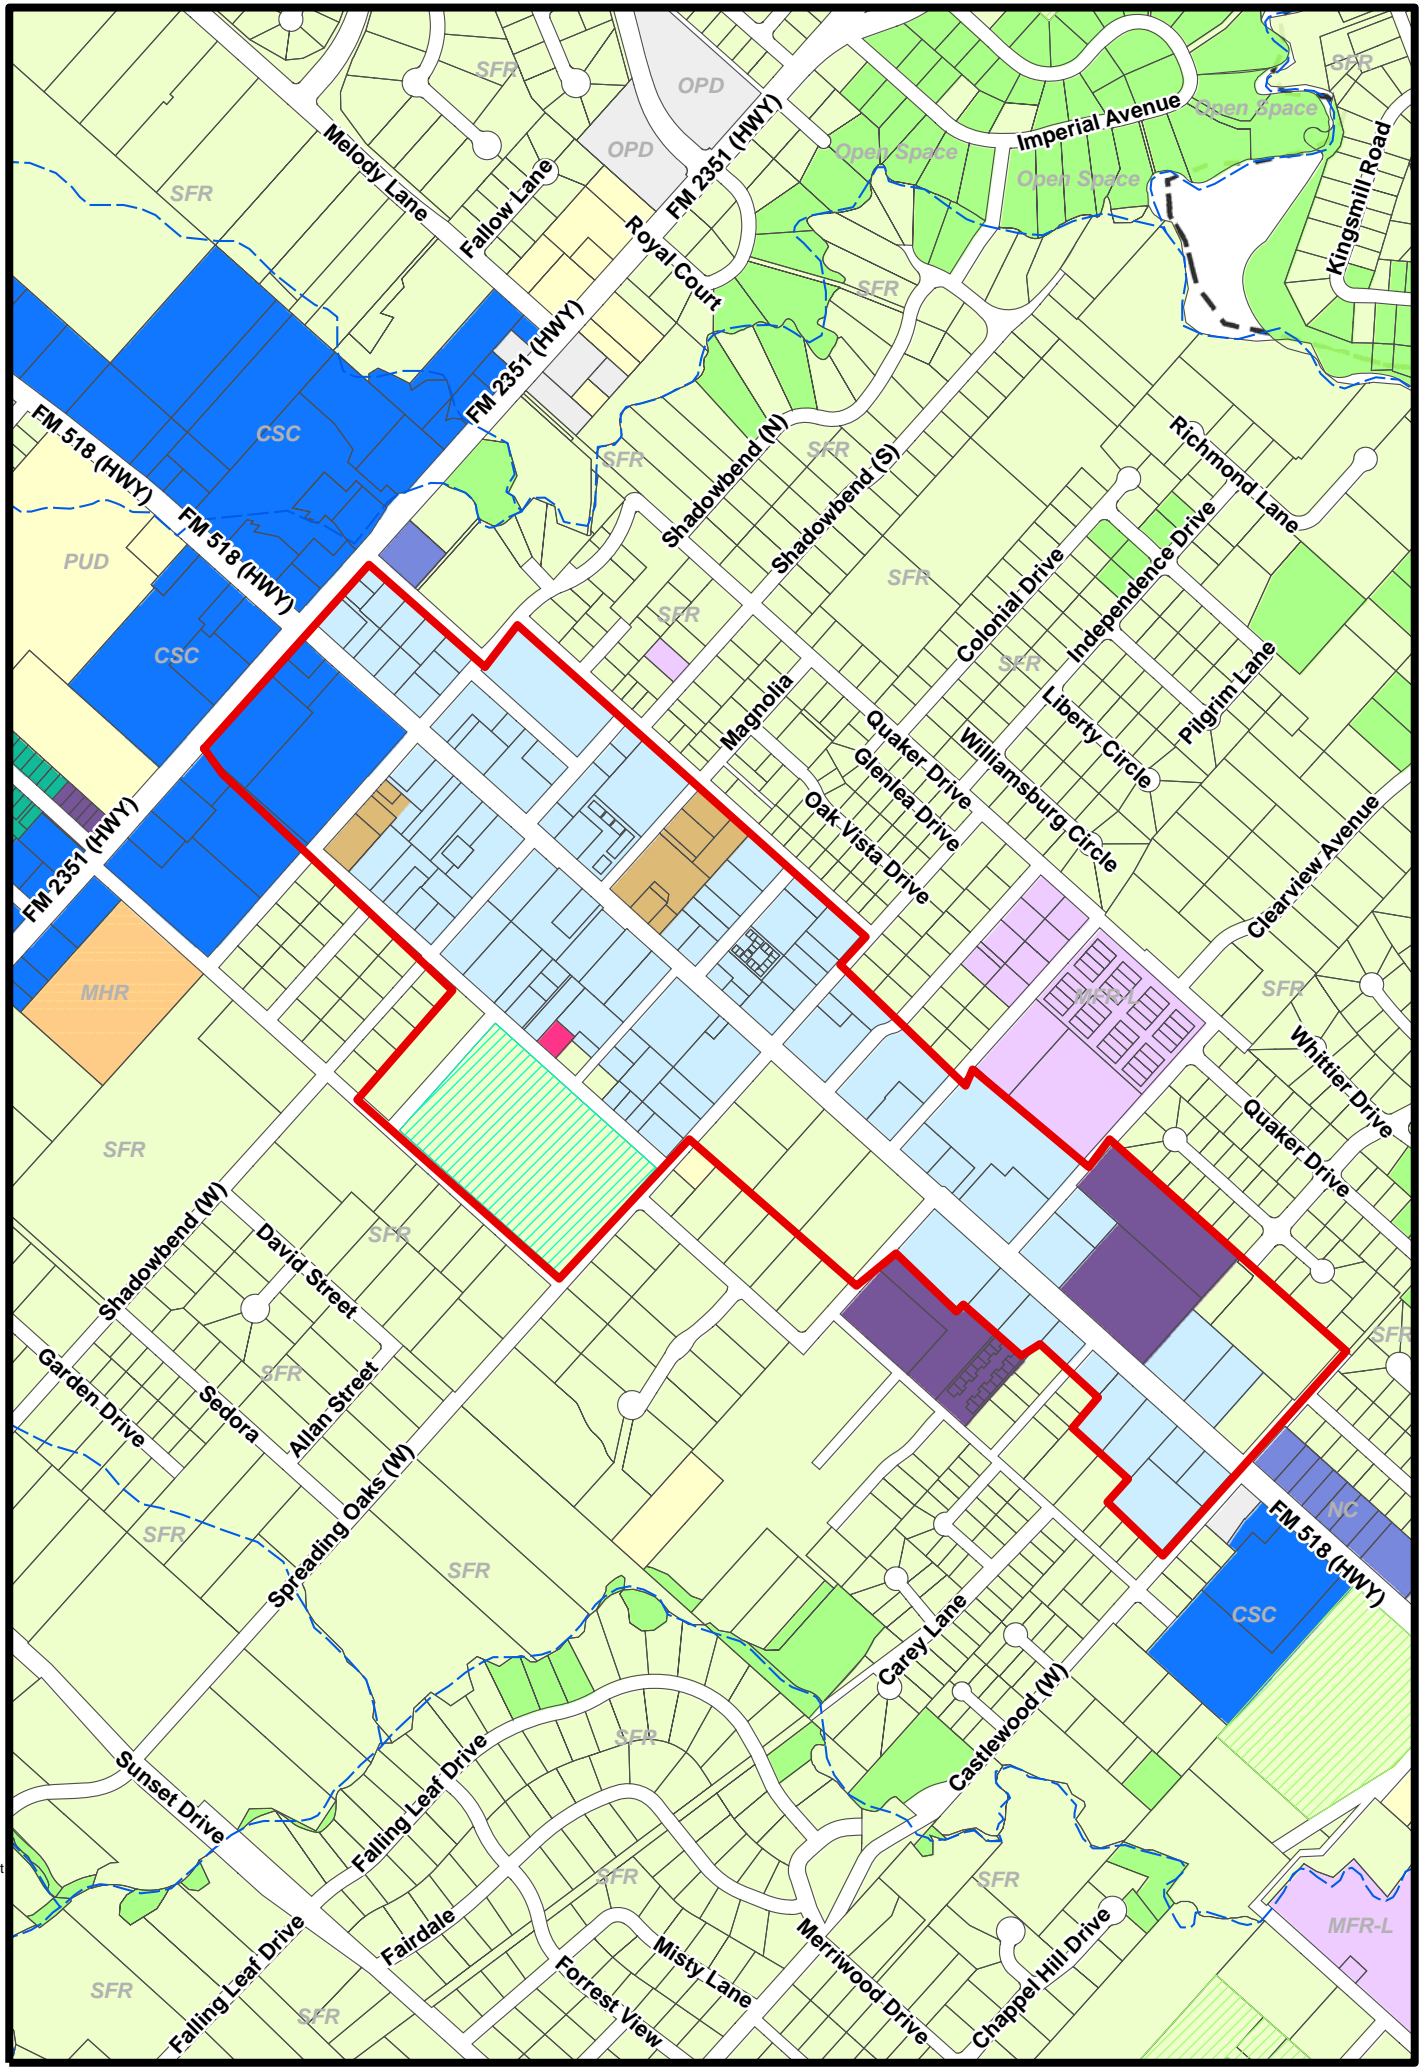 SFR
OPD
SFR
Open Space
Imperial Avenue
OPD
FM 2351 (HWY)
Open Space
Open Space
Melody Lane
SFR
Fallow Lane
Kingsmill Road
Royal Court
SFR
FM 2351 (HWY)
CSC
FM 518 (HWY)
SFR
Shadowbend (N)
SFR
Shadowbend (S)
Richmond Lane
PUD
FM 518 (HWY)
SFR
Independence Drive
Colonial Drive
SFR
CSC
SFR
Pilgrim Lane
Magnolia
Liberty Circle
Quaker Drive
Williamsburg Circle
Glenlea Drive
Oak Vista Drive
FM 2351 (HWY)
Clearview Avenue
MHR
MFR-L
SFR
Whittier Drive
SFR
Quaker Drive
Shadowbend (W)
SFR
David Street
SFR
Garden Drive
SFR
Sedora
Allan Street
NC
SFR
Spreading Oaks (W)
SFR
FM 518 (HWY)
CSC
Carey Lane
Castlewood (W)
SFR
Sunset Drive
Falling Leaf Drive
SFR
SFR
t
MFR-L
Fairdale
Falling Leaf Drive
Misty Lane
Merriwood Drive
Chappel Hill Drive
SFR
SFR
Forrest View